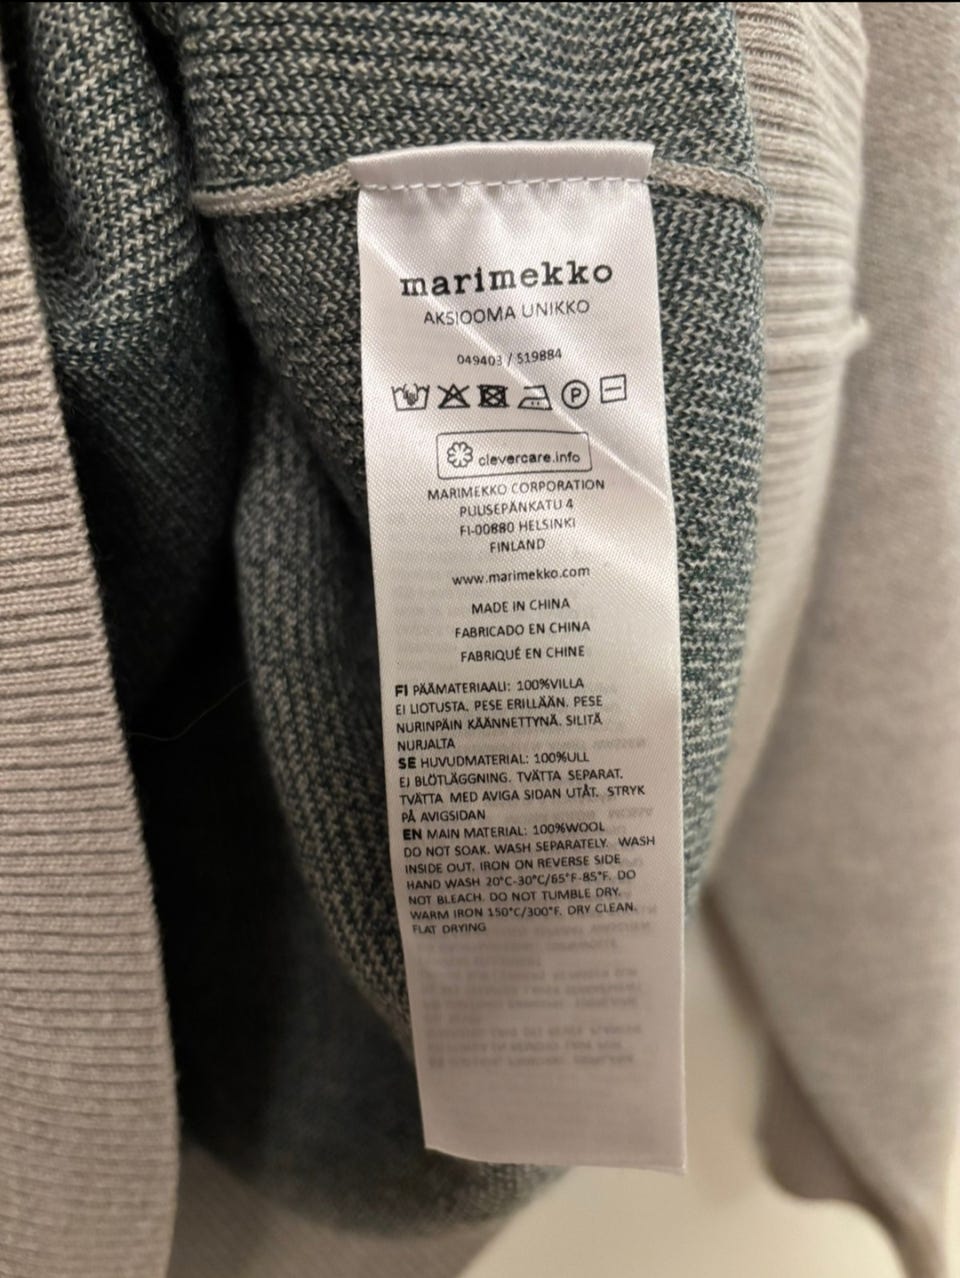 marimekko
AKSIOOMA UNIKKO
049403 / 519884
P
clevercare.info
MARIMEKKO CORPORATION
PUUSEPÄNKATU 4
FI-00880 HELSINKI
FINLAND
www.marimekko.com
MADE IN CHINA
FABRICADO EN CHINA
FABRIQUÉ EN CHINE
FI PÄÄMATERIAALI: 100%VILLA
EI LIOTUSTA. PESE ERILLÄÄN. PESE
NURINPÄIN KÄÄNNETTYNÄ. SILITÄ
NURJALTA
SE HUVUDMATERIAL: 100%ULL
EJ BLÖTLÄGGNING. TVÄTTA SEPARAT.
TVÄTTA MED AVIGA SIDAN UTÅT. STRYK
PÅ AVIGSIDAN
EN MAIN MATERIAL: 100%WOOL
DO NOT SOAK. WASH SEPARATELY. WASH
INSIDE OUT. IRON ON REVERSE SIDE
HAND WASH 20°C-30°C/65°F-85°F. DO
NOT BLEACH. DO NOT TUMBLE DRY.
WARM IRON 150°C/300°F. DRY CLEAN.
FLAT DRYING